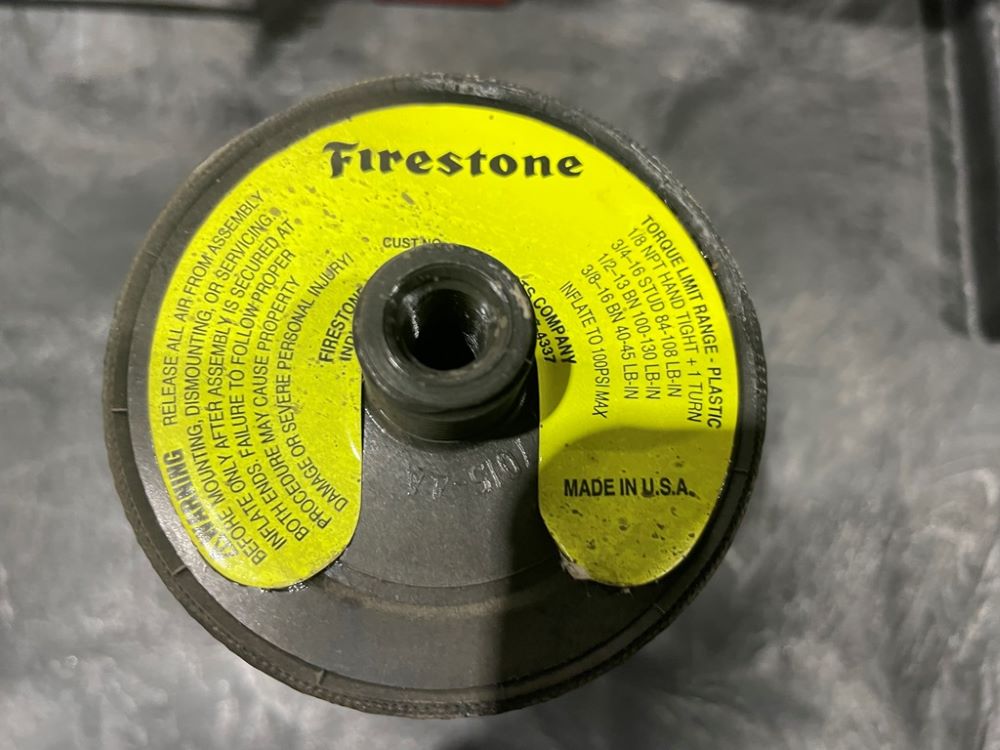 Firestone
WARNING RELEASE ALL AIR FROM ASSEMBLY
BEFORE MOUNTING, DISMOUNTING, OR SERVICING.
INFLATE ONLY AFTER ASSEMBLY IS SECURED AT
BOTH ENDS. FAILURE TO FOLLOW PROPER
PROCEDURE MAY CAUSE PROPERTY
DAMAGE OR SEVERE PERSONAL INJURY!
CUST NO
FIRESTON
COMPANY
IND
4337
TORQUE LIMIT RANGE - PLASTIC
1/8 NPT HAND TIGHT + 1 TURN
3/4-16 STUD 84-108 LB-IN
1/2-13 BN 100-130 LB-IN
3/8-16 BN 40-45 LB-IN
INFLATE TO 100PSI MAX
MADE IN U.S.A.